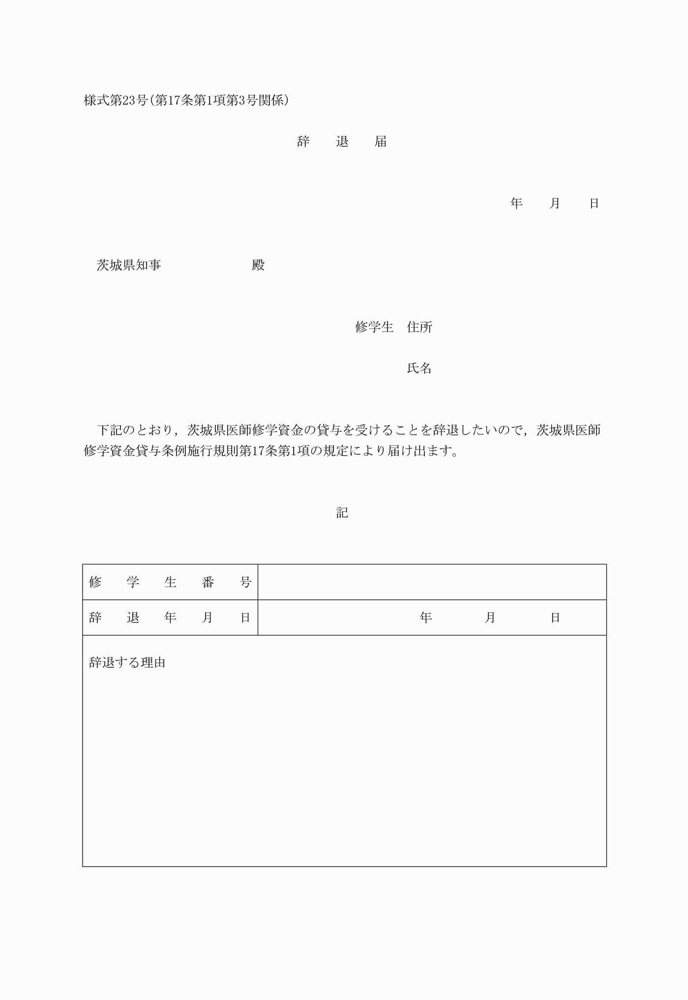 様式第23号(第17条第1項第3号関係)
辞　　退　　届
年　　月　　日
茨城県知事　　　　　　　殿
修学生　住所
氏名
下記のとおり，茨城県医師修学資金の貸与を受けることを辞退したいので，茨城県医師
修学資金貸与条例施行規則第17条第1項の規定により届け出ます。
記
修　学　生　番　号
辞　退　年　月　日　　　　年　　　　月　　　　日
辞退する理由